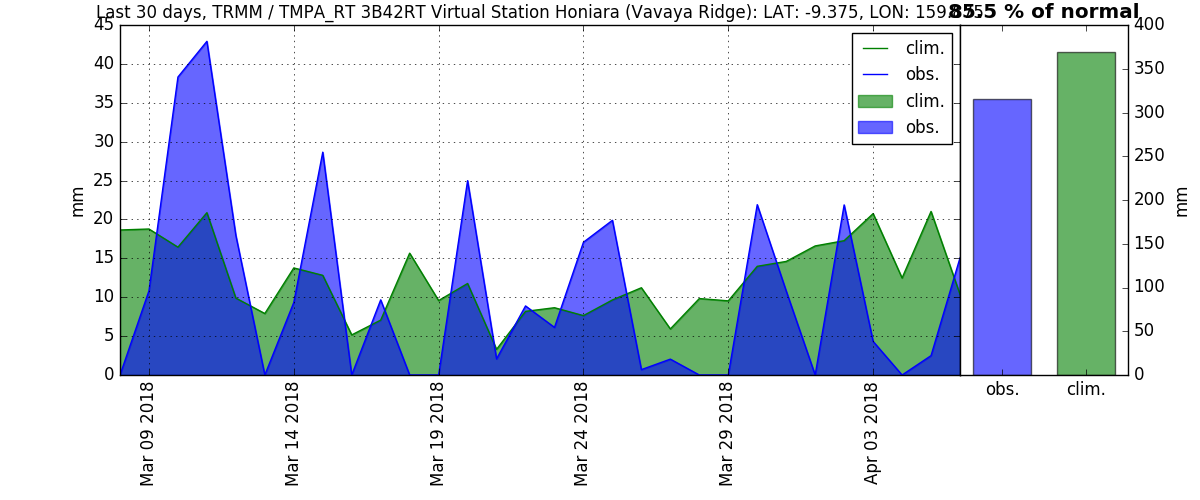 Last 30 days, TRMM / TMPA_RT 3B42RT Virtual Station Honiara (Vavaya Ridge): LAT: -9.375, LON:
85.5 % of normal
45
40
35
30
25
20
15
10
5
0
mm
clim.
obs.
clim.
obs.
400
350
300
250
200
150
100
50
0
mm
obs.
clim.
Mar 09 2018
Mar 14 2018
Mar 19 2018
Mar 24 2018
Mar 29 2018
Apr 03 2018